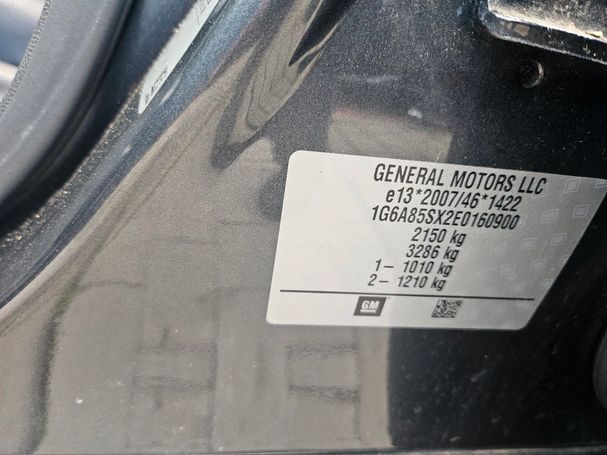 GENERAL MOTORS LLC
e13*2007/46*1422
1G6A85SX2E0160900
2150 kg
3286 kg
1- 1010 kg
2- 1210 kg
GM